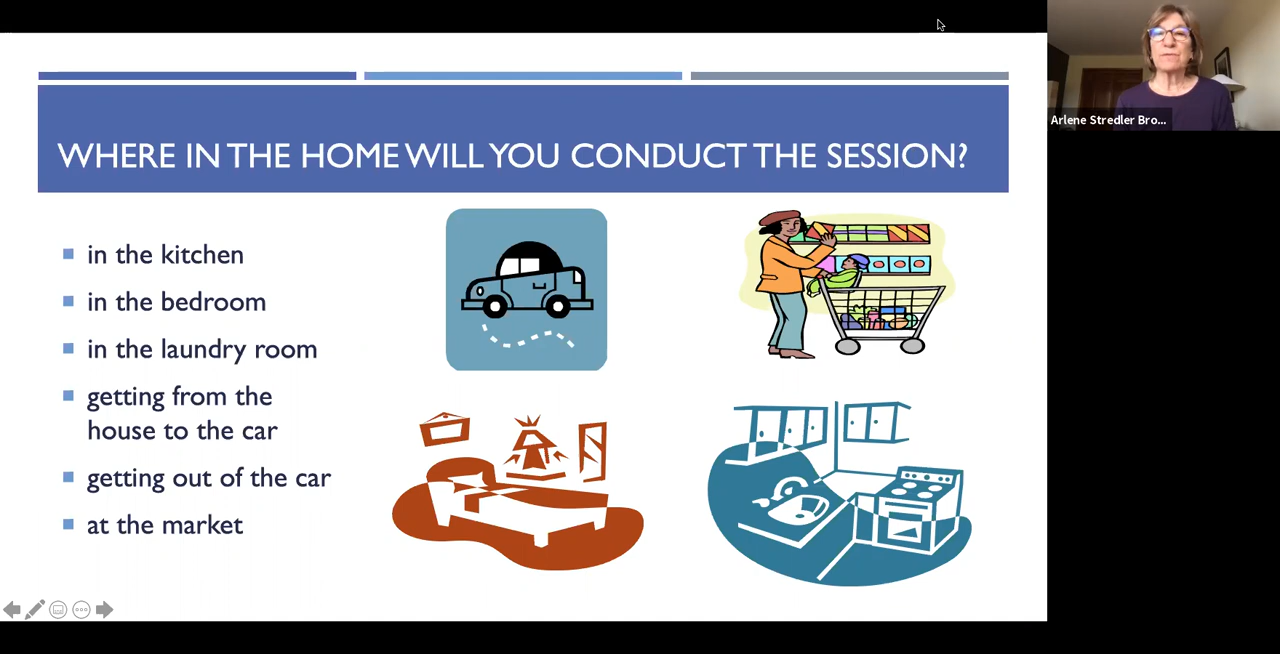 WHERE IN THE HOME WILL YOU CONDUCT THE SESSION?
in the kitchen
in the bedroom
in the laundry room
getting from the
house to the car
getting out of the car
at the market
Arlene Stredler Bro...